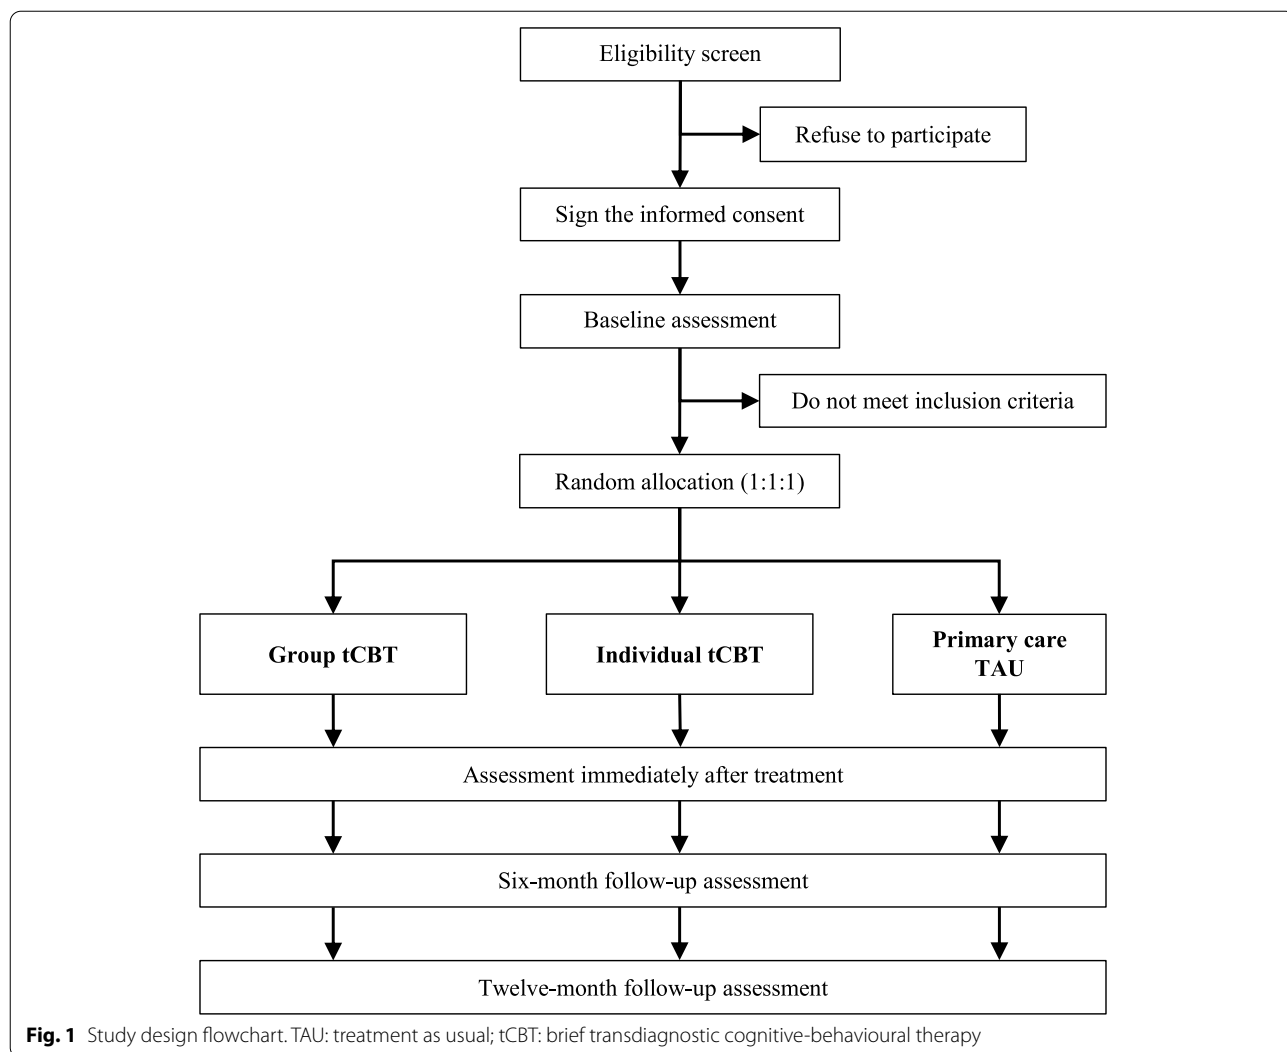 Eligibility screen
Refuse to participate
Sign the informed consent
Baseline assessment
Do not meet inclusion criteria
Random allocation (1:1:1)
Group tCBT
Individual tCBT
Primary care
TAU
Assessment immediately after treatment
Six-month follow-up assessment
Twelve-month follow-up assessment
Fig. 1 Study design flowchart. TAU: treatment as usual; tCBT: brief transdiagnostic cognitive-behavioural therapy